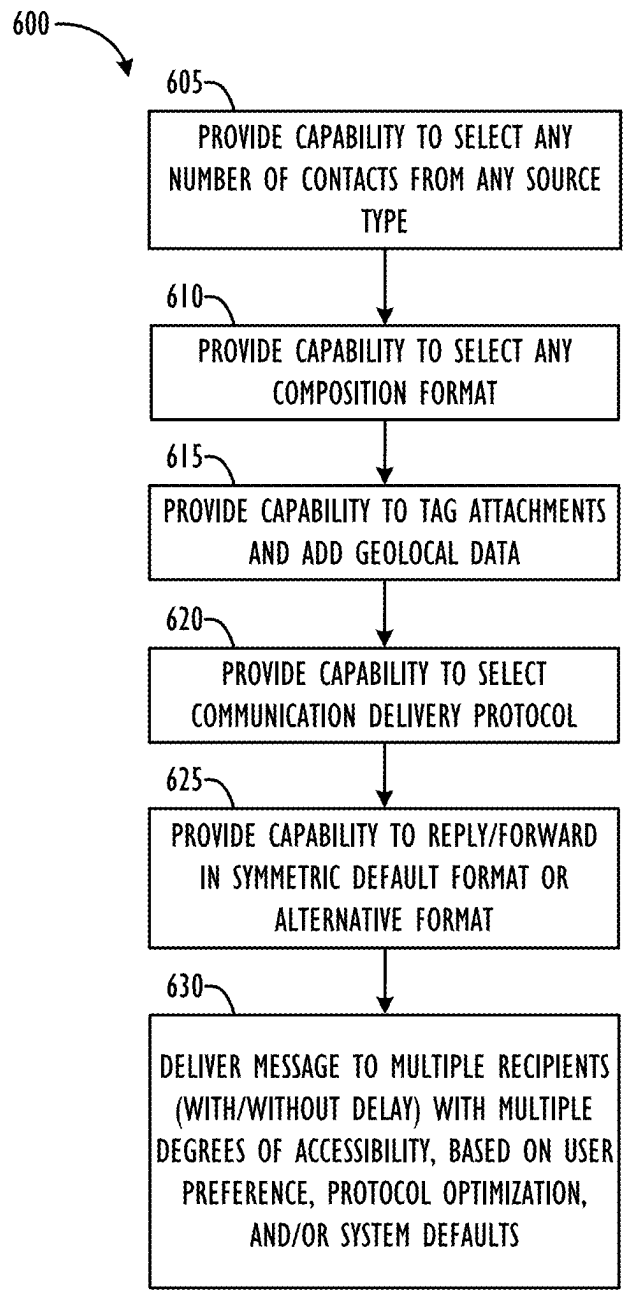 600
605
PROVIDE CAPABILITY TO SELECT ANY
NUMBER OF CONTACTS FROM ANY SOURCE
TYPE
610
PROVIDE CAPABILITY TO SELECT ANY
COMPOSITION FORMAT
615
PROVIDE CAPABILITY TO TAG ATTACHMENTS
AND ADD GEOLOCAL DATA
620
PROVIDE CAPABILITY TO SELECT
COMMUNICATION DELIVERY PROTOCOL
625
PROVIDE CAPABILITY TO REPLY/FORWARD
IN SYMMETRIC DEFAULT FORMAT OR
ALTERNATIVE FORMAT
630
DELIVER MESSAGE TO MULTIPLE RECIPIENTS
(WITH/WITHOUT DELAY) WITH MULTIPLE
DEGREES OF ACCESSIBILITY, BASED ON USER
PREFERENCE, PROTOCOL OPTIMIZATION,
AND/OR SYSTEM DEFAULTS